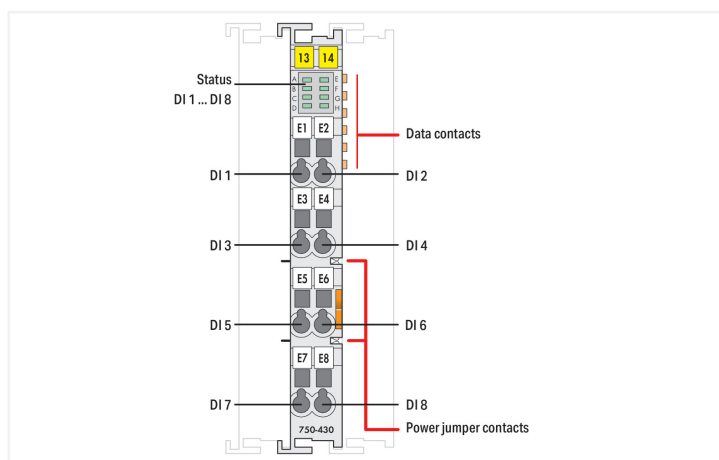 13 14
Status
DI 1 ... DI 8
A E
B F
C G
D H
E1 E2
Data contacts
DI 1
DI 2
E3 E4
DI 3
DI 4
E5 E6
DI 5
DI 6
E7 E8
DI 7
DI 8
750-430
Power jumper contacts